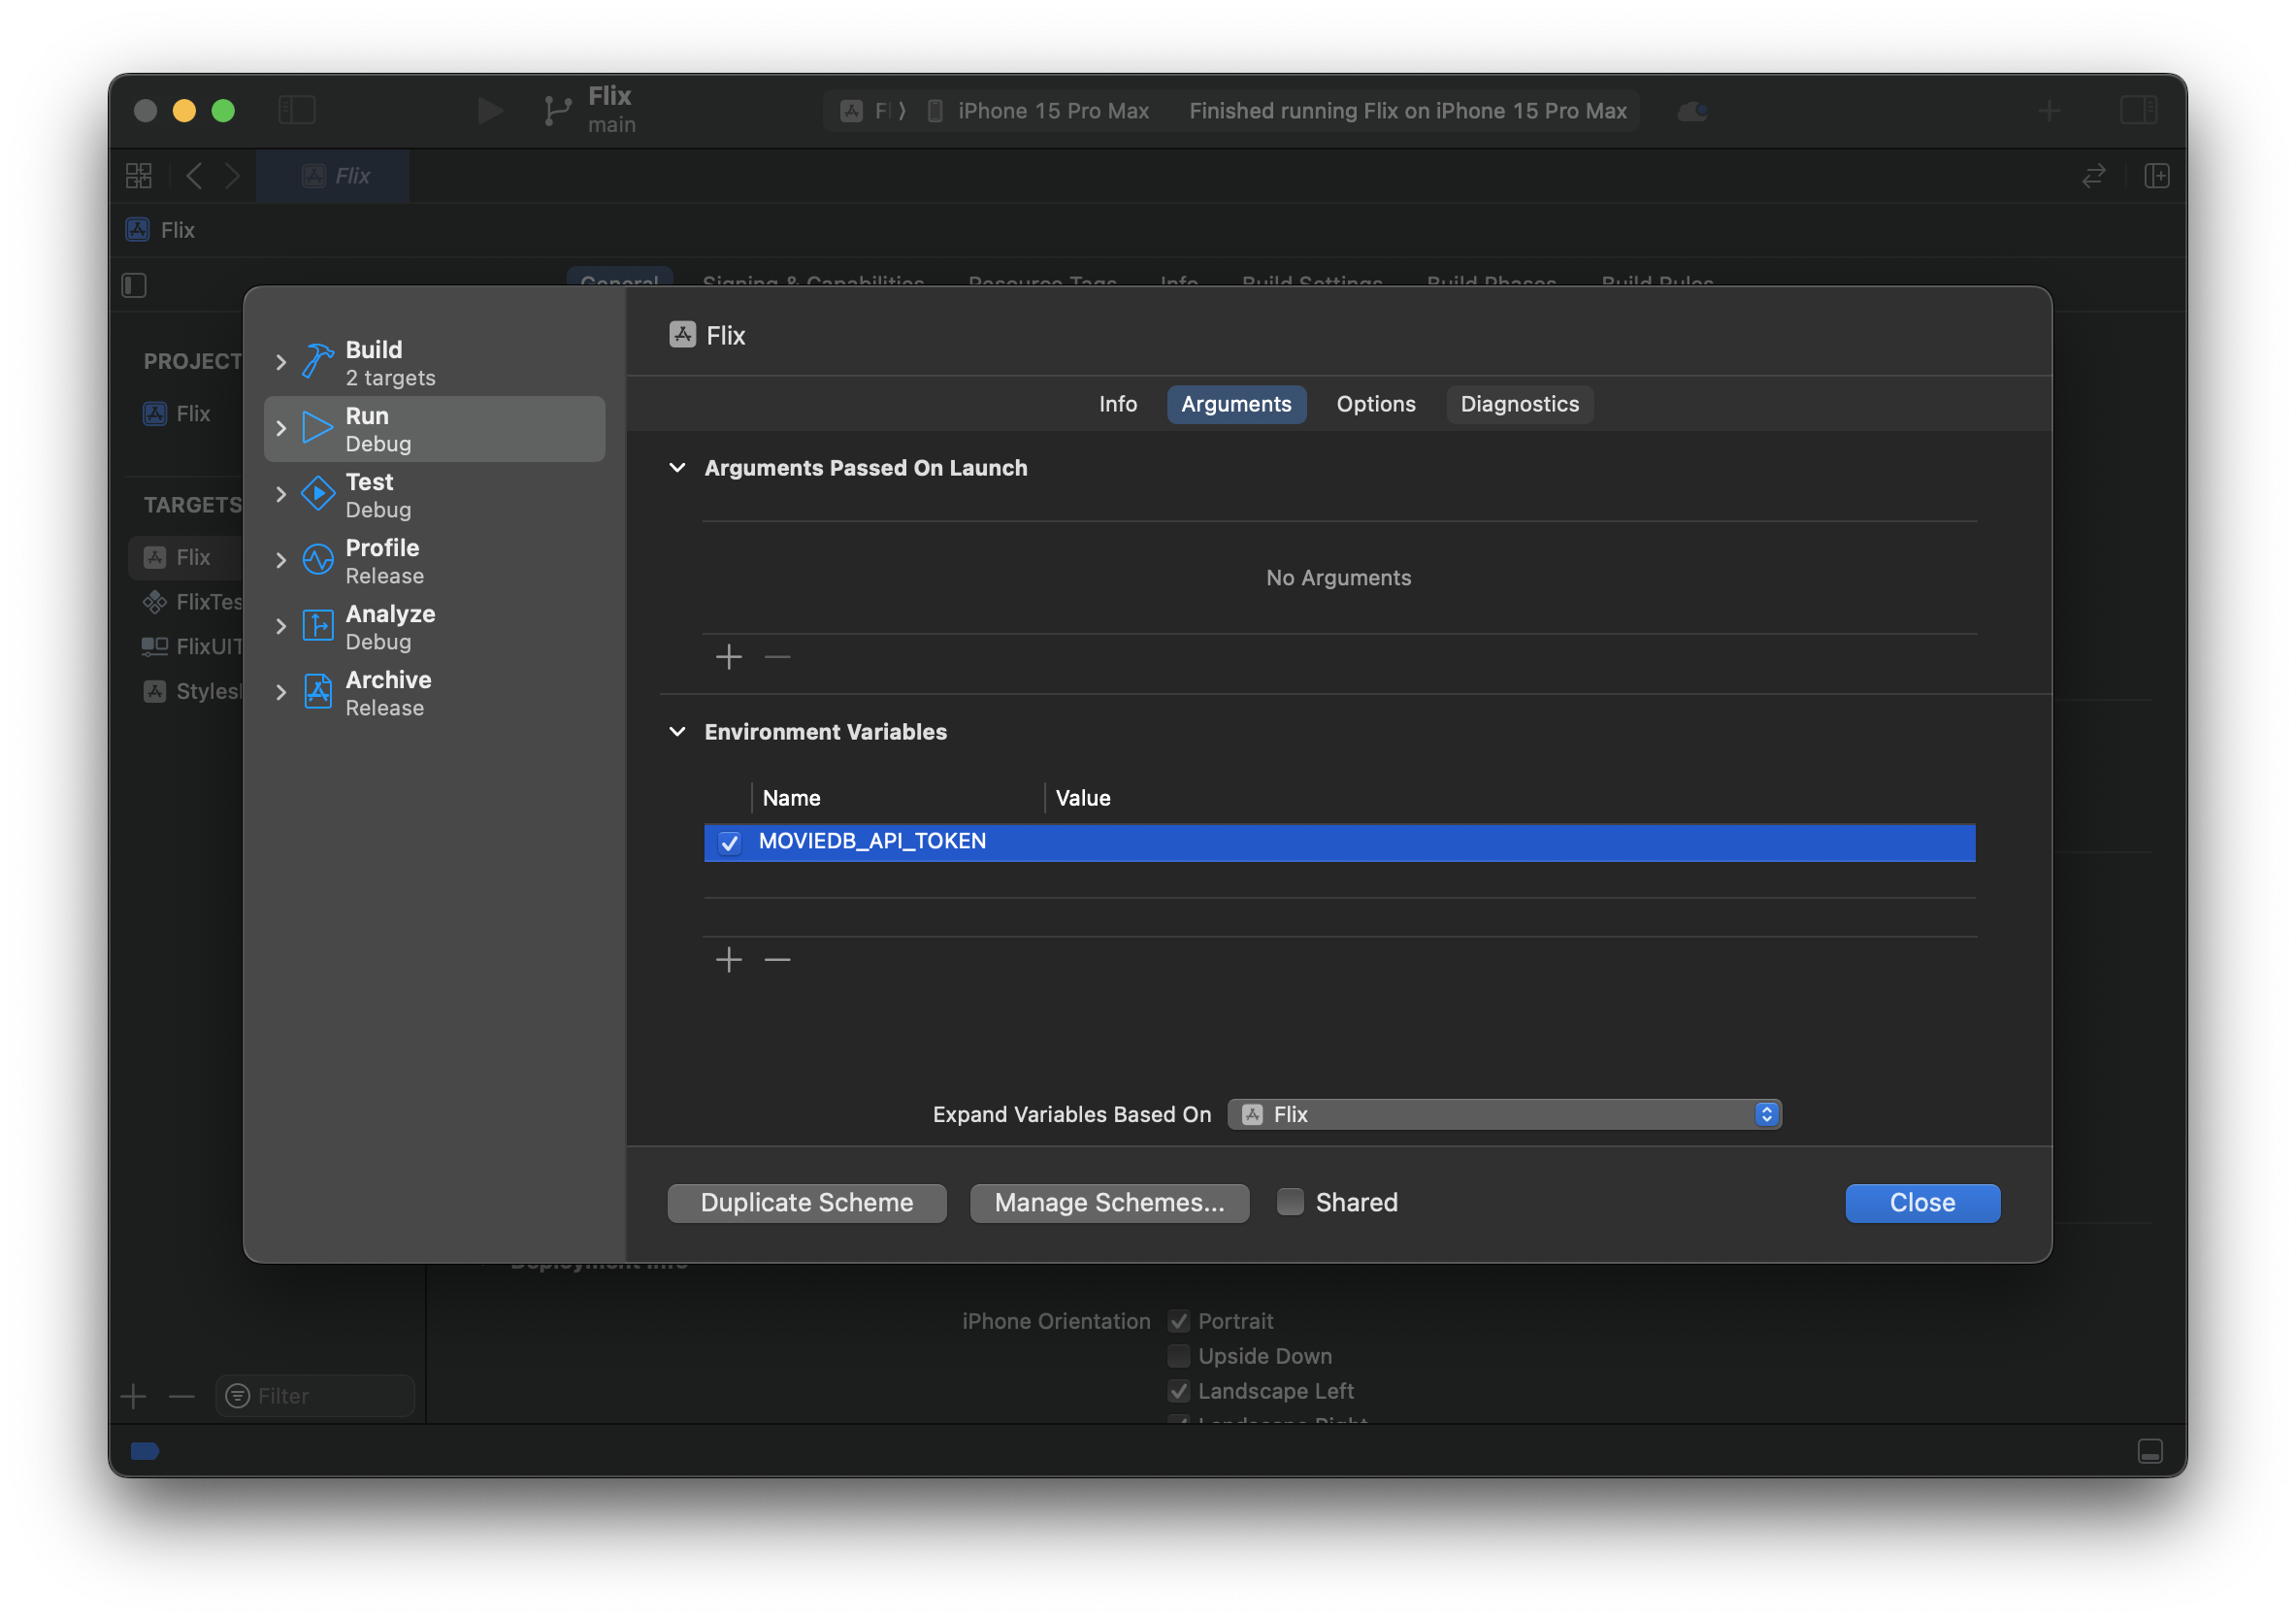 Flix
main
iPhone 15 Pro Max
Finished running Flix on iPhone 15 Pro Max
Flix
Flix
General
Signing & Capabilities
Resource Tags
Info
Build Settings
Build Phases
Build Rules
PROJECT
Flix
TARGETS
Flix
FlixTes
FlixUIT
Styles
Build
2 targets
Run
Debug
Test
Debug
Profile
Release
Analyze
Debug
Archive
Release
Flix
Info
Arguments
Options
Diagnostics
Arguments Passed On Launch
No Arguments
Environment Variables
Name
Value
MOVIEDB_API_TOKEN
Expand Variables Based On
Flix
Duplicate Scheme
Manage Schemes...
Shared
Close
Deployment Info
iPhone Orientation
Portrait
Upside Down
Landscape Left
Landscape Right
Filter